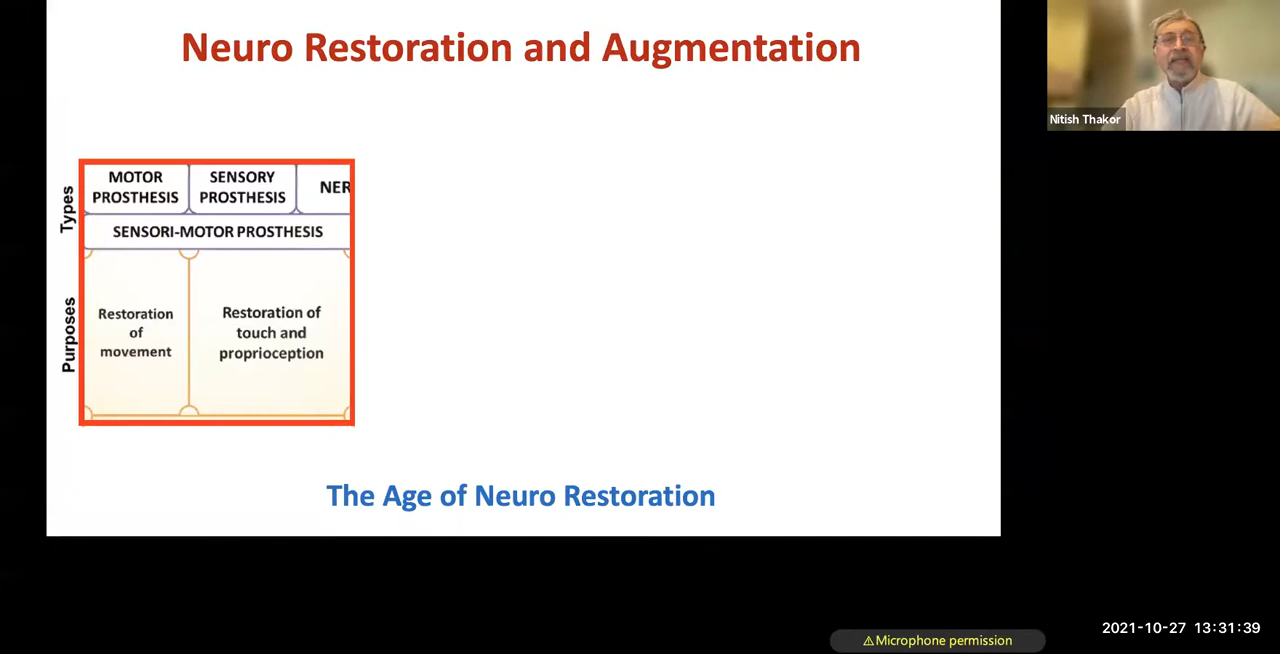 Neuro Restoration and Augmentation
Nitish Thakor
Types
MOTOR
PROSTHESIS
SENSORY
PROSTHESIS
NER
SENSORI-MOTOR PROSTHESIS
Purposes
Restoration
of
movement
Restoration of
touch and
proprioception
The Age of Neuro Restoration
2021-10-27 13:31:39
⚠Microphone permission